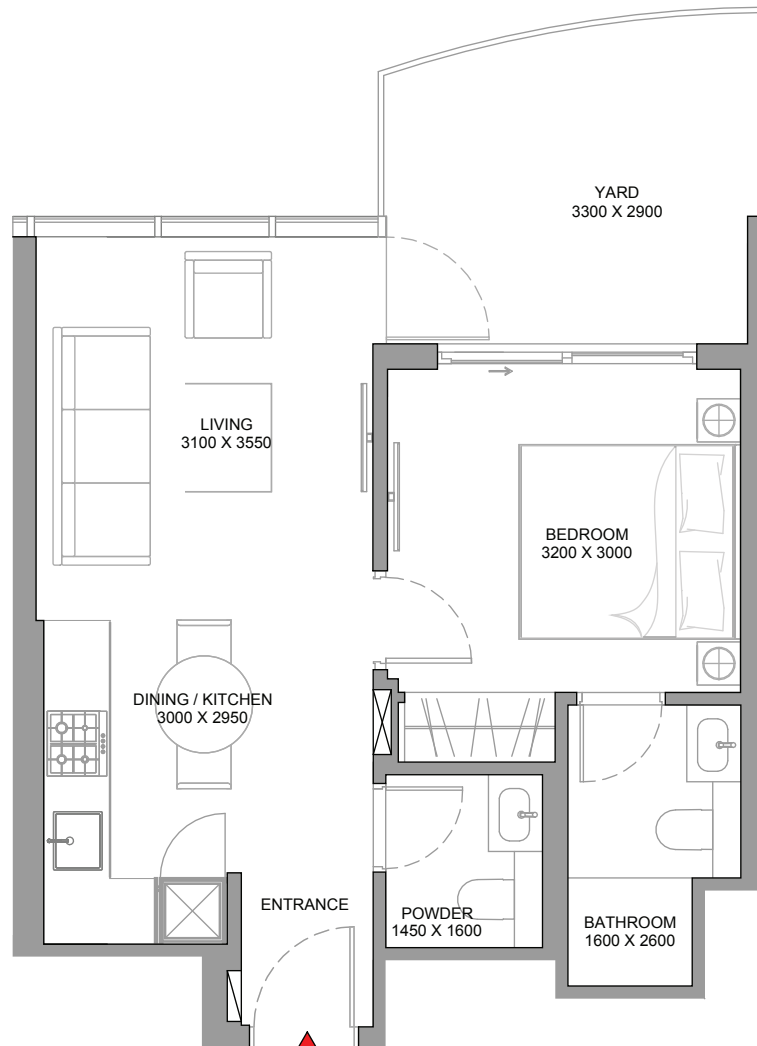 YARD
3300 X 2900
LIVING
3100 X 3550
BEDROOM
3200 X 3000
DINING / KITCHEN
3000 X 2950
ENTRANCE
POWDER
1450 X 1600
BATHROOM
1600 X 2600